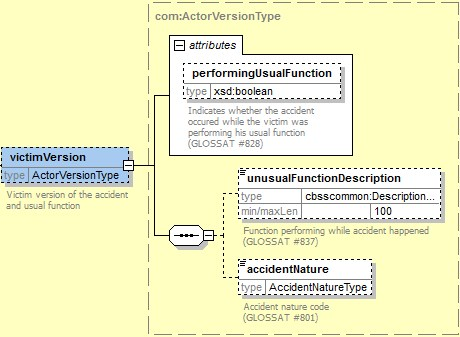 com:ActorVersionType
attributes
performingUsualFunction
type xsd:boolean
Indicates whether the accident
occured while the victim was
performing his usual function
(GLOSSAT #828)
victimVersion
type ActorVersionType
Victim version of the accident
and usual function
unusualFunctionDescription
type cbsscommon:Description...
min/maxLen 100
Function performing while accident happened
(GLOSSAT #837)
accidentNature
type AccidentNatureType
Accident nature code
(GLOSSAT #801)